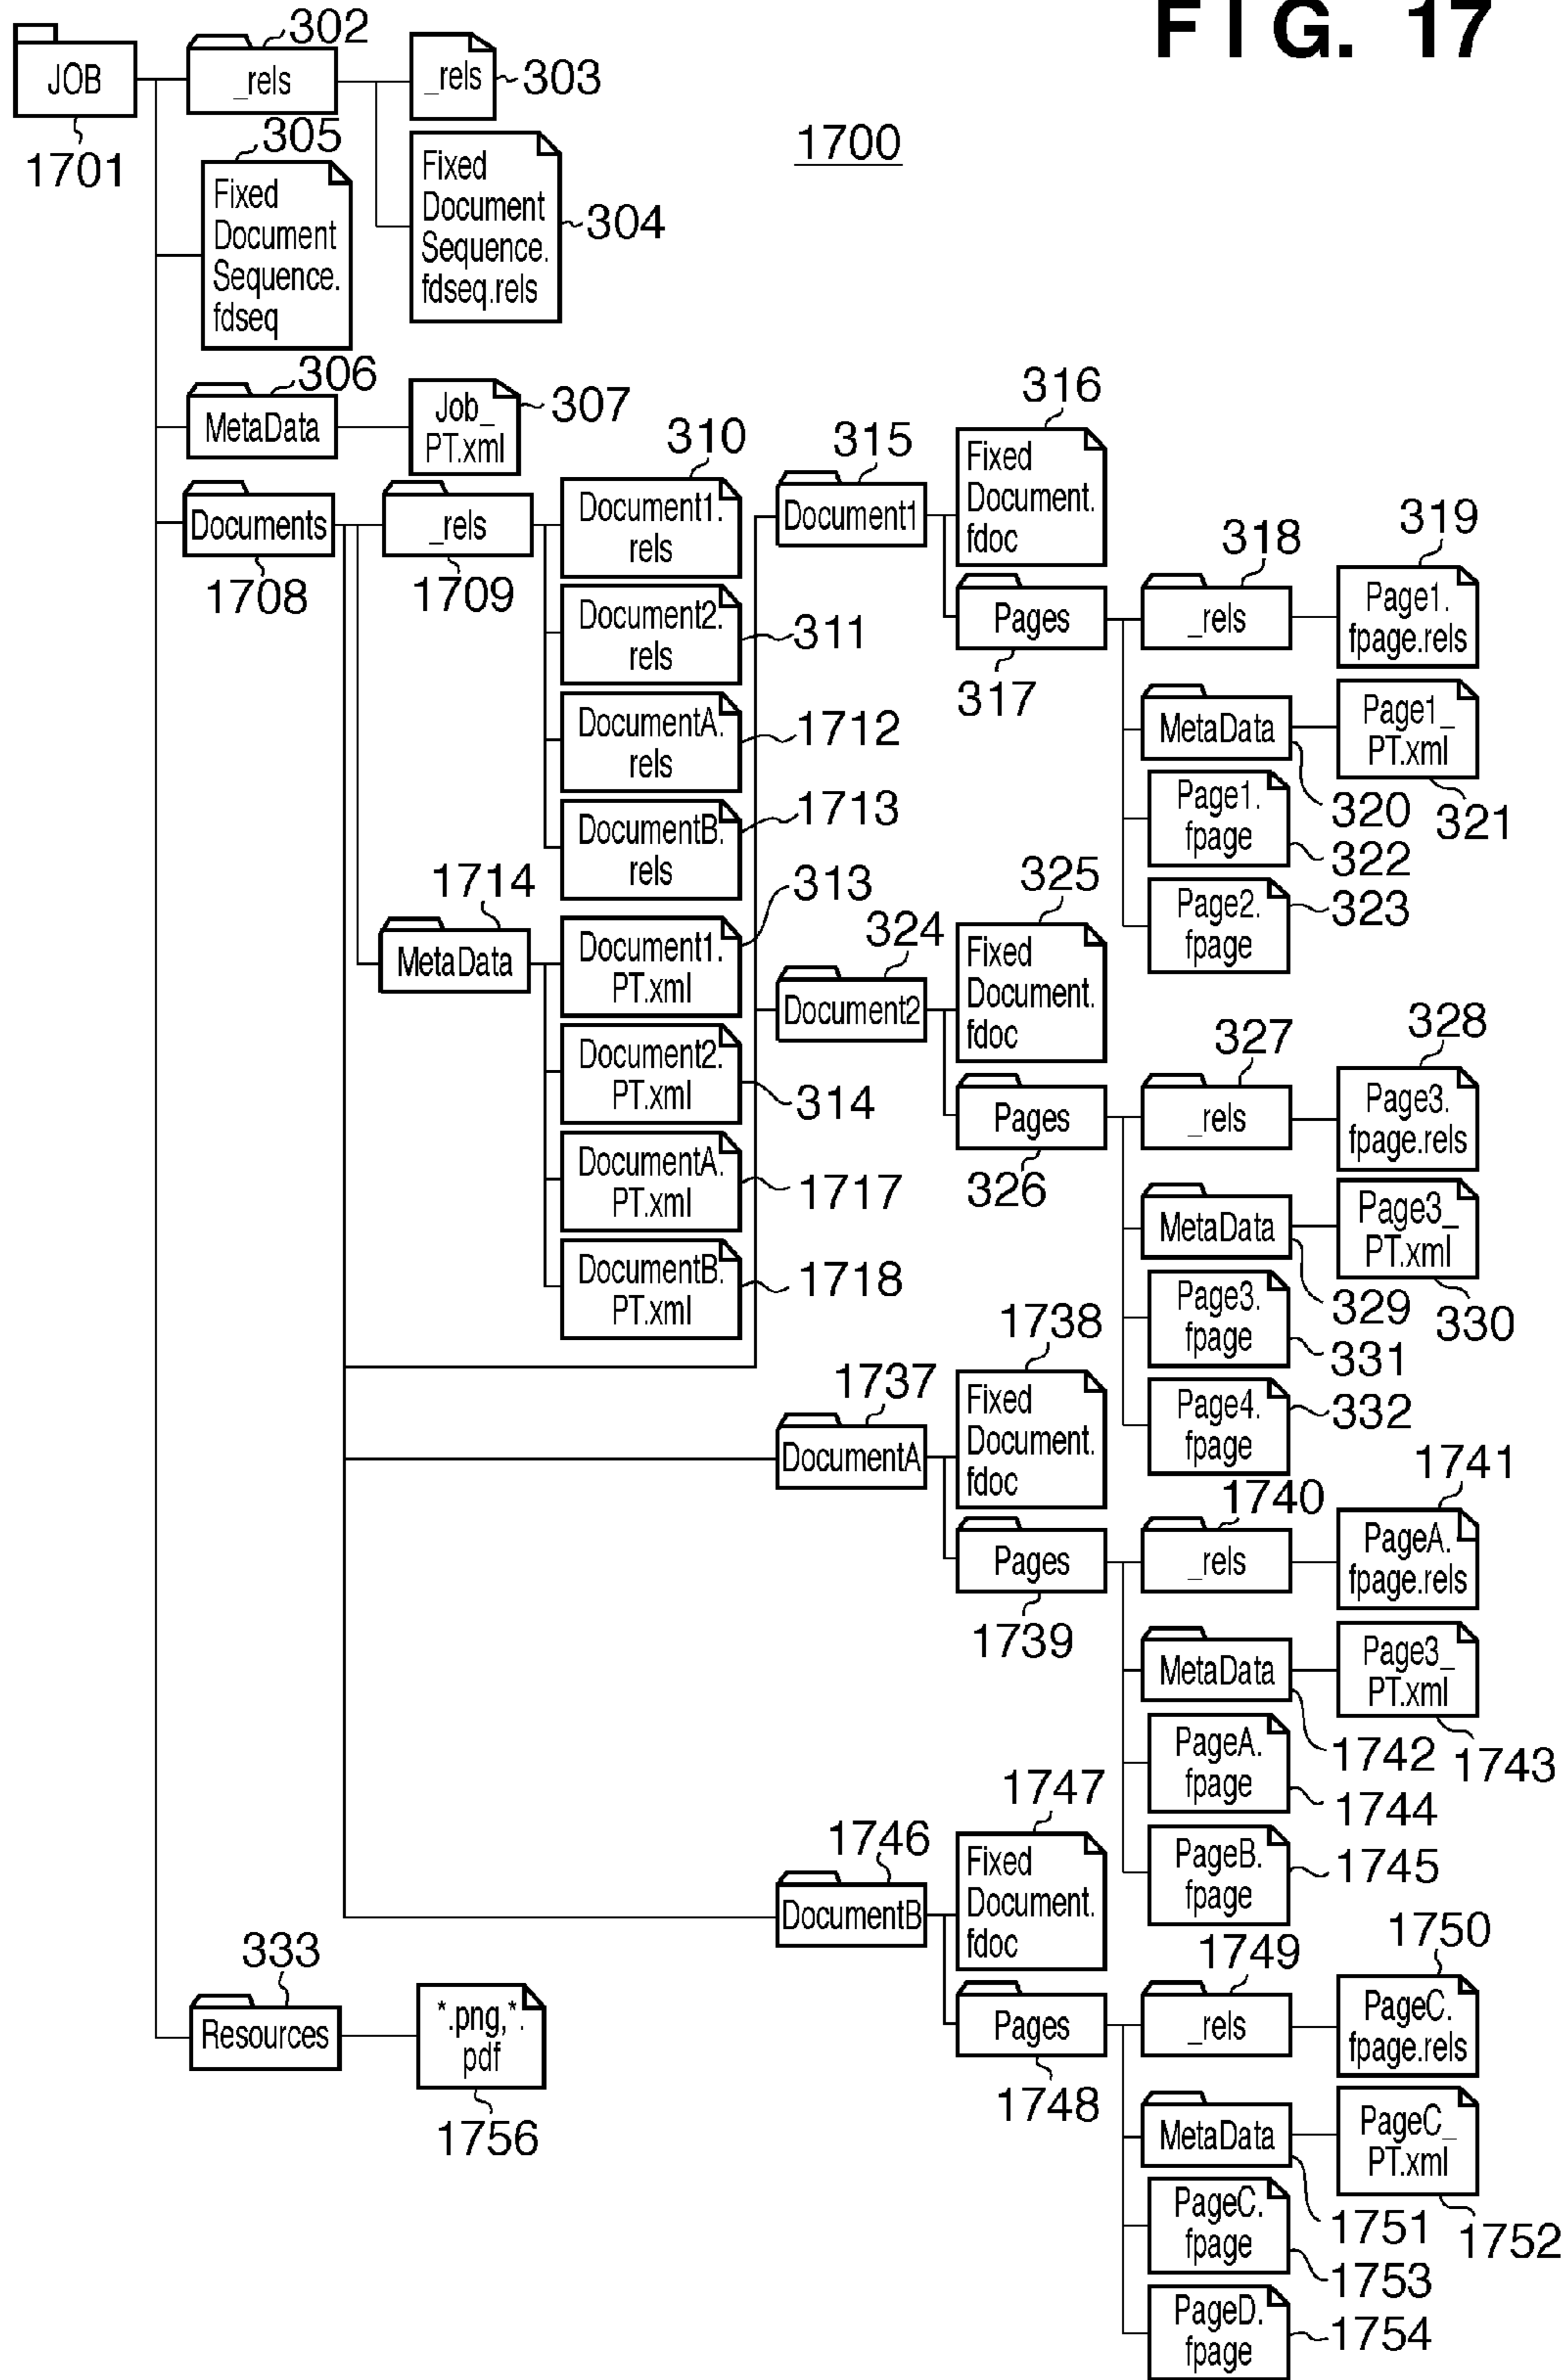 FIG. 17
1700
JOB
1701
302
_rels
_rels
303
305
Fixed
Document
Sequence.
fdseq
Fixed
Document
Sequence.
fdseq.rels
304
306
MetaData
Job_
PT.xml
307
Documents
1708
_rels
1709
310
Document1.
rels
Document2.
rels
311
DocumentA.
rels
1712
DocumentB.
rels
1713
1714
MetaData
313
Document1.
PT.xml
Document2.
PT.xml
314
DocumentA.
PT.xml
1717
DocumentB.
PT.xml
1718
315
Document1
316
Fixed
Document.
fdoc
Pages
317
318
_rels
319
Page1.
fpage.rels
MetaData
320
Page1_
PT.xml
321
Page1.
fpage
322
Page2.
fpage
323
324
Document2
325
Fixed
Document.
fdoc
Pages
326
327
_rels
328
Page3.
fpage.rels
MetaData
329
Page3_
PT.xml
330
Page3.
fpage
331
Page4.
fpage
332
1737
DocumentA
1738
Fixed
Document.
fdoc
Pages
1739
1740
_rels
1741
PageA.
fpage.rels
MetaData
1742
Page3_
PT.xml
1743
PageA.
fpage
1744
PageB.
fpage
1745
1746
DocumentB
1747
Fixed
Document.
fdoc
Pages
1748
1749
_rels
1750
PageC.
fpage.rels
MetaData
1751
PageC_
PT.xml
1752
PageC.
fpage
1753
PageD.
fpage
1754
333
Resources
*.png,*.
pdf
1756